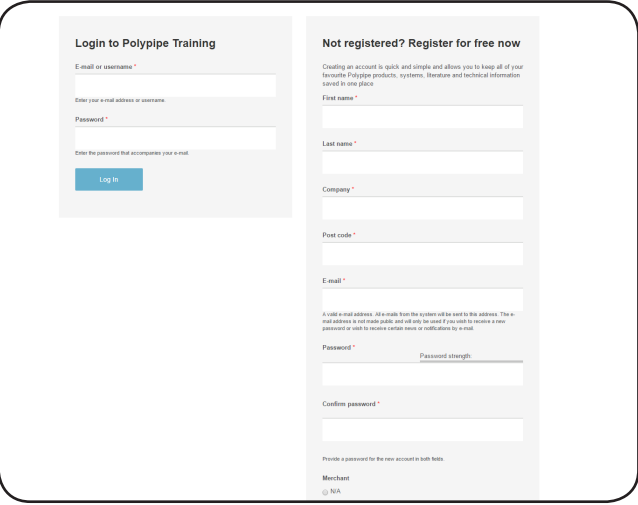 Login to Polypipe Training
E-mail or username *
Enter your e-mail address or username.
Password *
Enter the password that accompanies your e-mail.
Log In
Not registered? Register for free now
Creating an account is quick and simple and allows you to keep all of your
favourite Polypipe products, systems, literature and technical information
saved in one place
First name *
Last name *
Company *
Post code *
E-mail *
A valid e-mail address. All e-mails from the system will be sent to this address. The e-
mail address is not made public and will only be used if you wish to receive a new
password or wish to receive certain news or notifications by e-mail.
Password *
Password strength:
Confirm password *
Provide a password for the new account in both fields.
Merchant
N/A